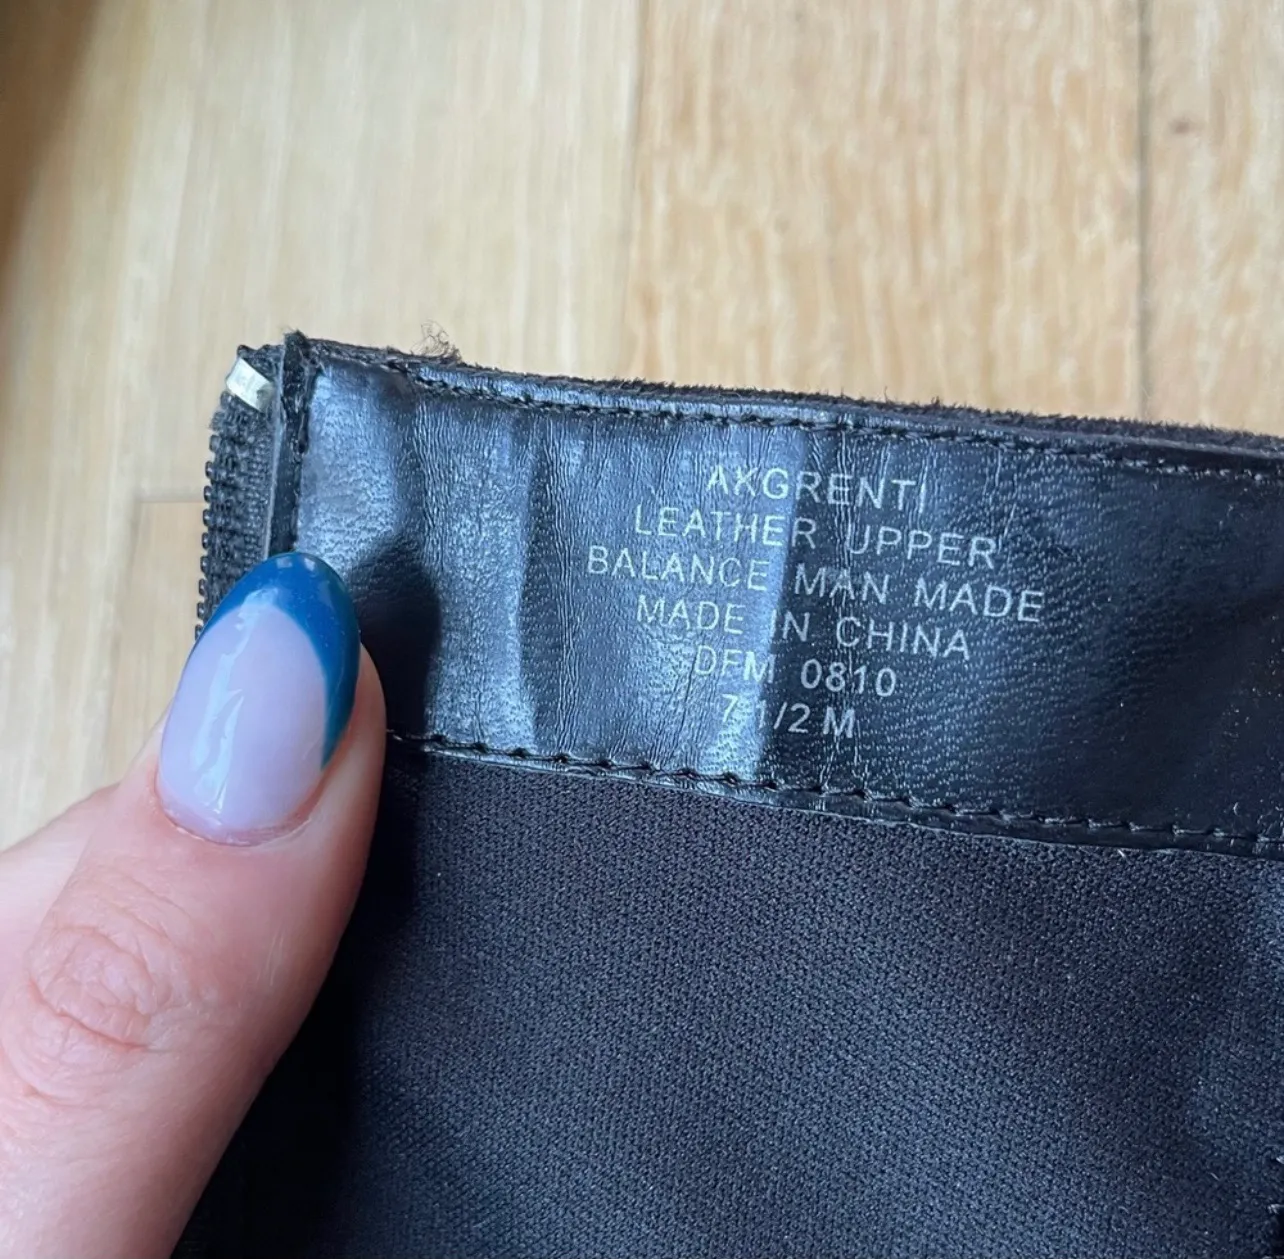 AKGRENTI
LEATHER UPPER
BALANCE MAN MADE
MADE IN CHINA
DFM 0810
7 1/2 M